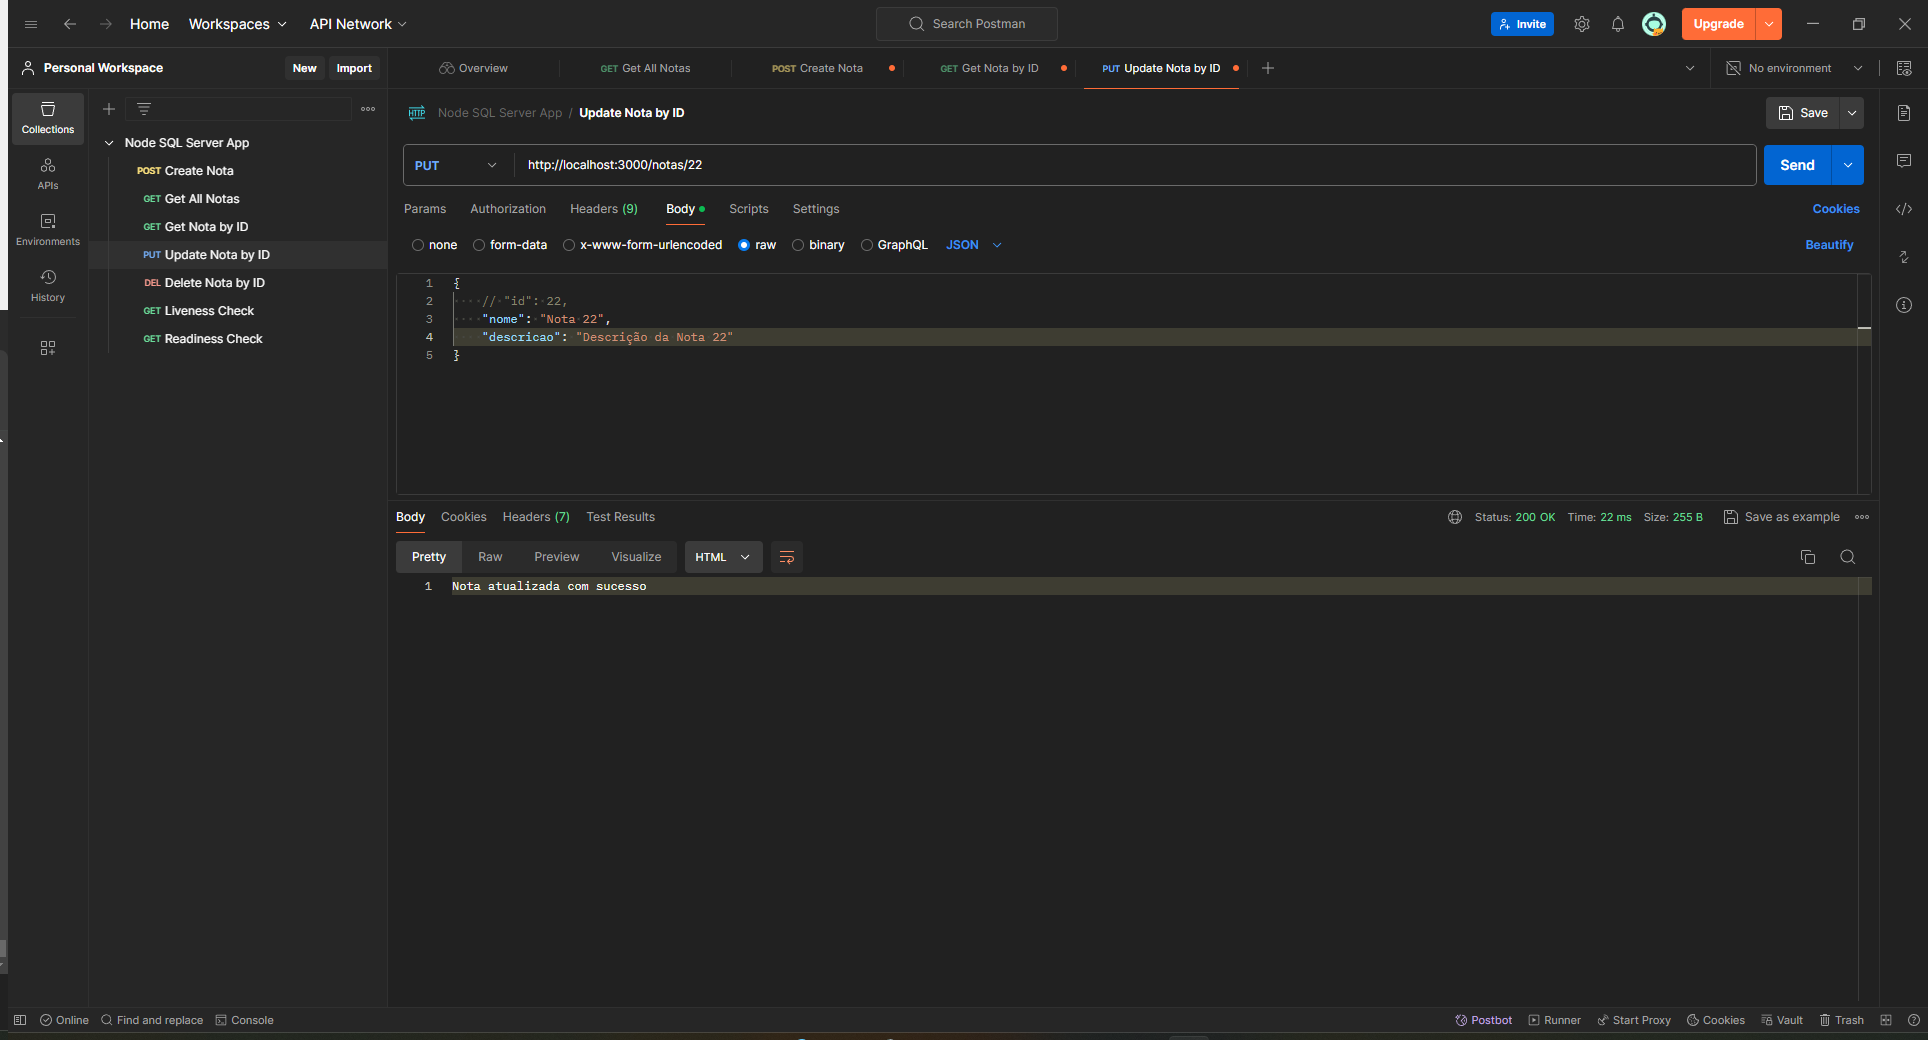 Home Workspaces API Network Search Postman Invite Upgrade
Personal Workspace New Import Overview GET Get All Notas POST Create Nota GET Get Nota by ID PUT Update Nota by ID No environment
Collections
APIs
Environments
History
Node SQL Server App
POST Create Nota
GET Get All Notas
GET Get Nota by ID
PUT Update Nota by ID
DEL Delete Nota by ID
GET Liveness Check
GET Readiness Check
HTTP Node SQL Server App / Update Nota by ID Save
PUT http://localhost:3000/notas/22 Send
Params Authorization Headers (9) Body Scripts Settings Cookies
none form-data x-www-form-urlencoded raw binary GraphQL JSON Beautify
1 {
2 // "id": 22,
3 "nome": "Nota 22",
4 "descricao": "Descrição da Nota 22"
5 }
Body Cookies Headers (7) Test Results Status: 200 OK Time: 22 ms Size: 255 B Save as example
Pretty Raw Preview Visualize HTML
1 Nota atualizada com sucesso
Online Find and replace Console Postbot Runner Start Proxy Cookies Vault Trash